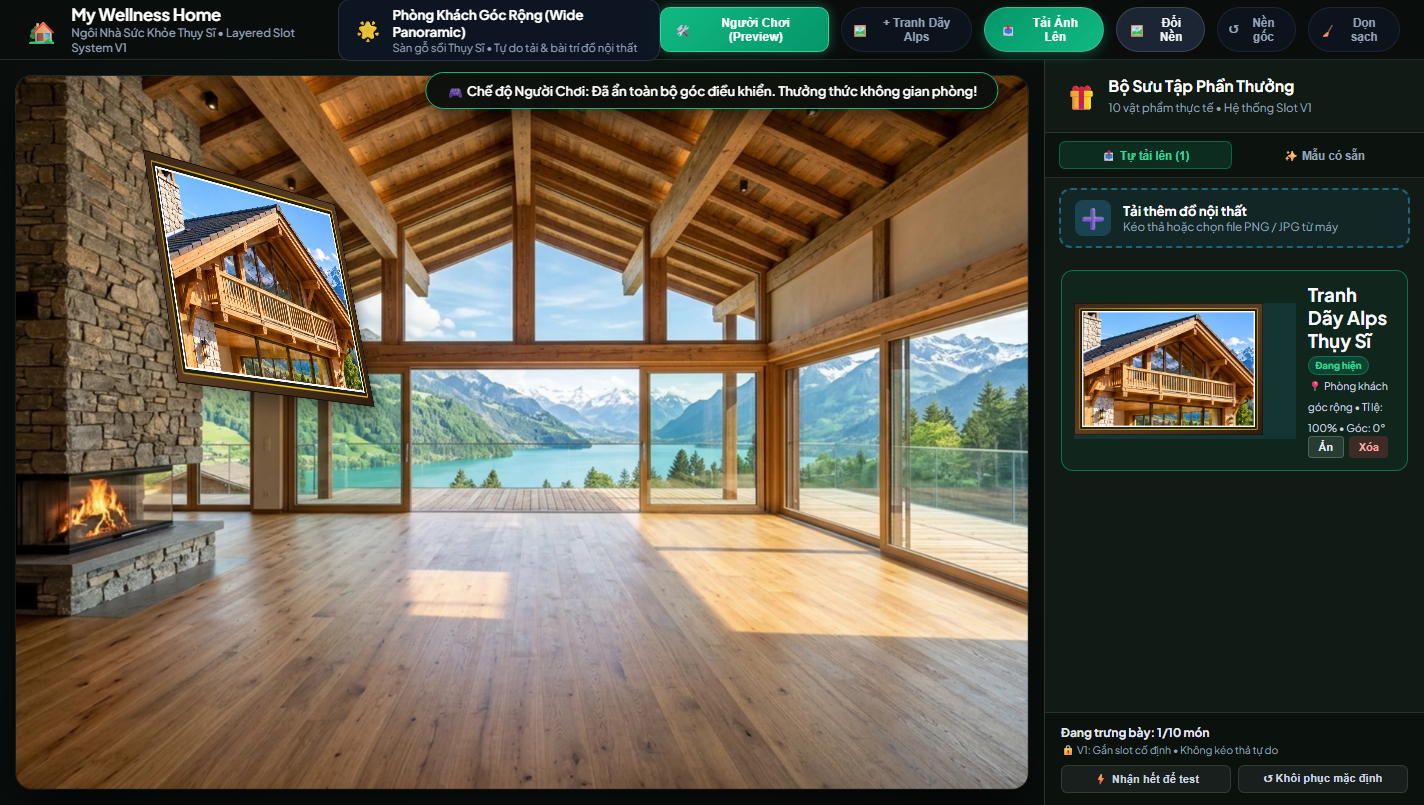 My Wellness Home
Ngôi Nhà Sức Khỏe Thụy Sĩ • Layered Slot
System V1
Phòng Khách Góc Rộng (Wide
Panoramic)
Sàn gỗ sồi Thụy Sĩ • Tự do tải & bài trí đồ nội thất
Người Chơi
(Preview)
+ Tranh Dãy
Alps
Tải Ảnh
Lên
Đổi
Nền
↺ Nền
gốc
Dọn
sạch
Chế độ Người Chơi: Đã ẩn toàn bộ góc điều khiển. Thưởng thức không gian phòng!
Bộ Sưu Tập Phần Thưởng
10 vật phẩm thực tế • Hệ thống Slot V1
Tự tải lên (1)
Mẫu có sẵn
Tải thêm đồ nội thất
Kéo thả hoặc chọn file PNG / JPG từ máy
Tranh
Dãy Alps
Thụy Sĩ
Đang hiện
Phòng khách
góc rộng • Tỉ lệ:
100% • Góc: 0°
Ẩn
Xóa
Đang trưng bày: 1/10 món
V1: Gắn slot cố định • Không kéo thả tự do
Nhận hết để test
↺ Khôi phục mặc định